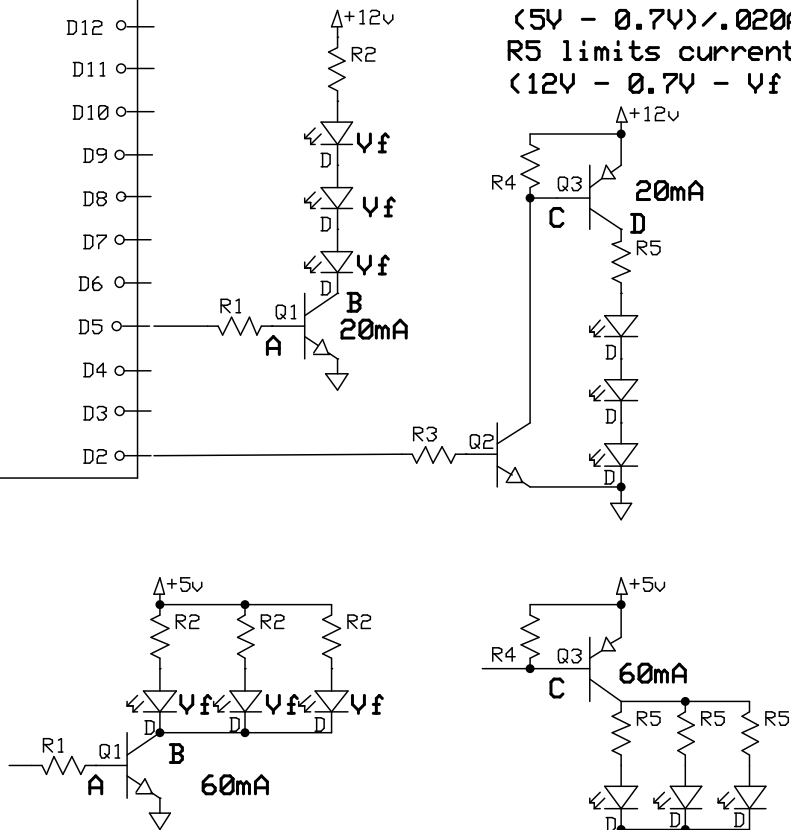 (5V - 0.7V)/.020A
R5 limits current
(12V - 0.7V - Vf
D12
D11
D10
D9
D8
D7
D6
D5
D4
D3
D2
+12v
R2
Vf
D
Vf
D
Vf
D
B
R1
Q1
A
20mA
+12v
R4
Q3
20mA
C
D
R5
D
D
D
R3
Q2
+5v
R2
R2
R2
Vf
Vf
Vf
D
D
D
R1
Q1
B
A
60mA
+5v
R4
Q3
60mA
C
R5
R5
R5
D
D
D